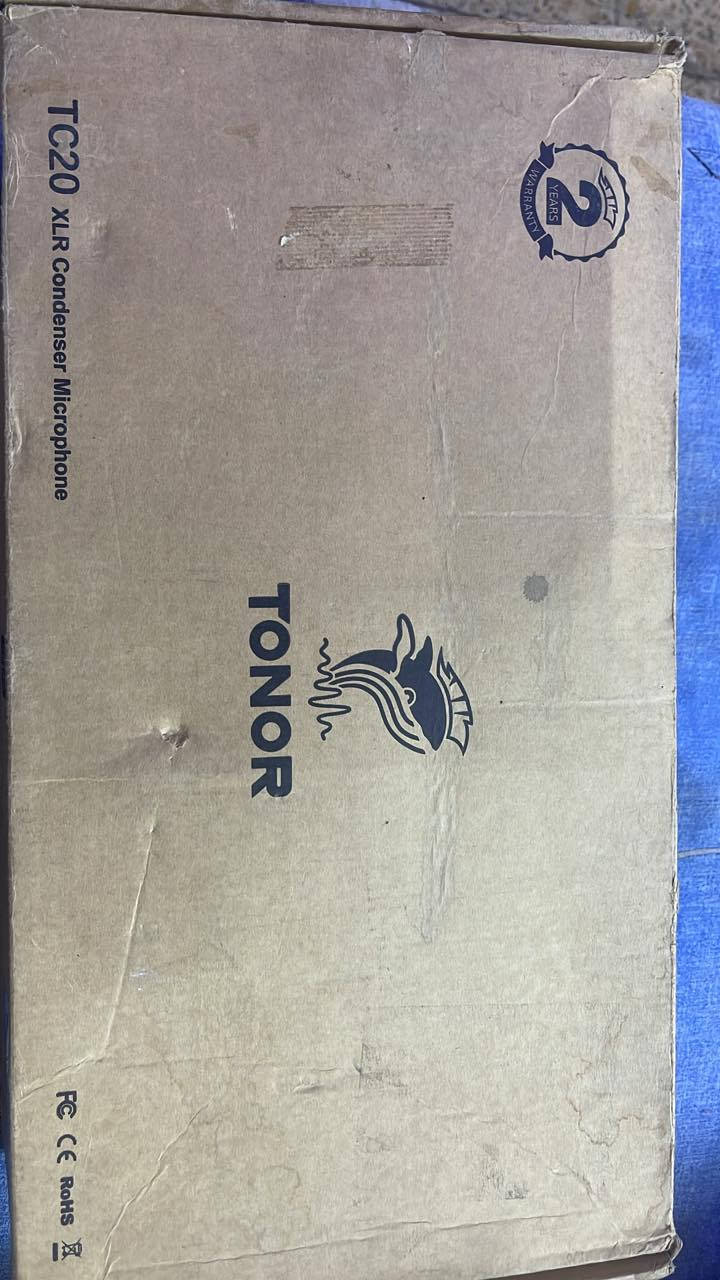 2
YEARS
WARRANTY
TONOR
TC20 XLR Condenser Microphone
FC CE RoHS